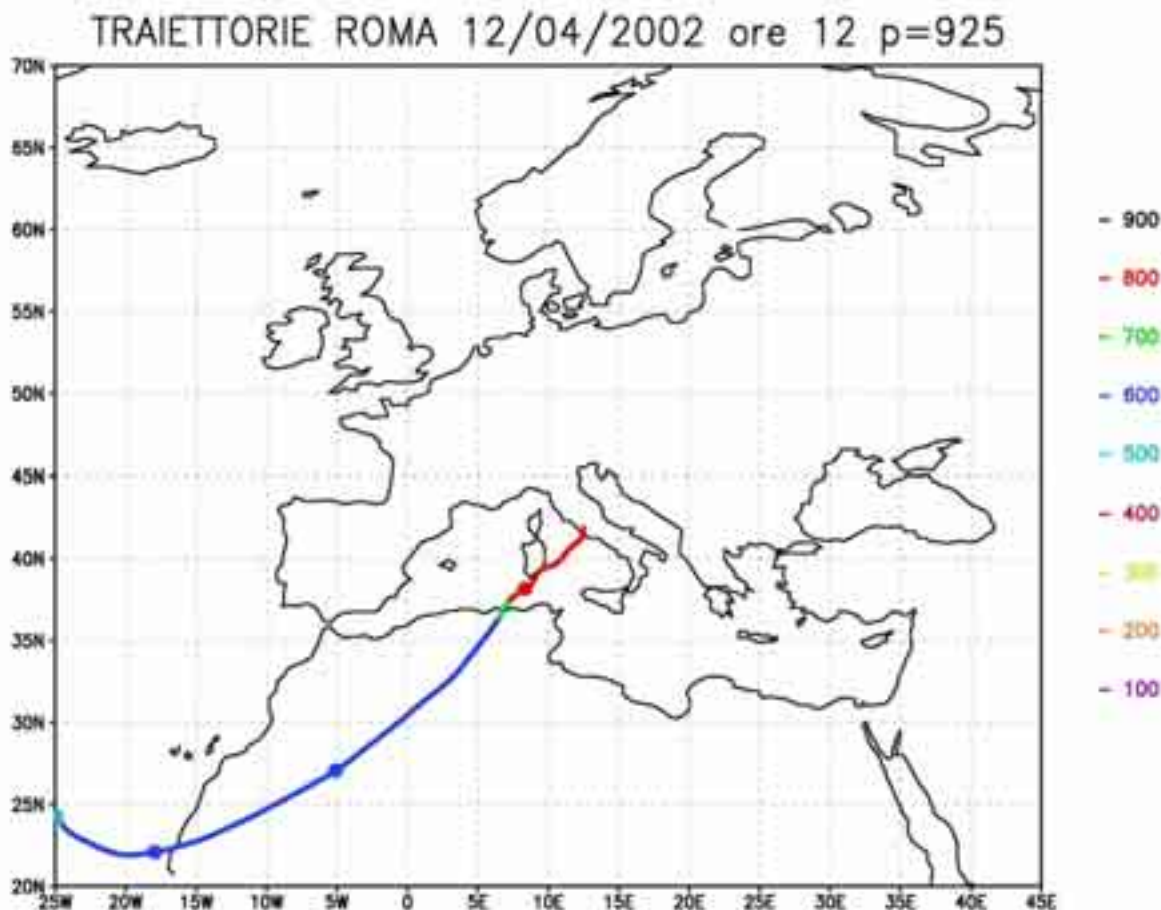 TRAIETTORIE ROMA 12/04/2002 ore 12 p=925
70N
65N
60N
55N
50N
45N
40N
35N
30N
25N
20N
25W 20W 15W 10W 5W 0 5E 10E 15E 20E 25E 30E 35E 40E 45E
900
800
700
600
500
400
300
200
100